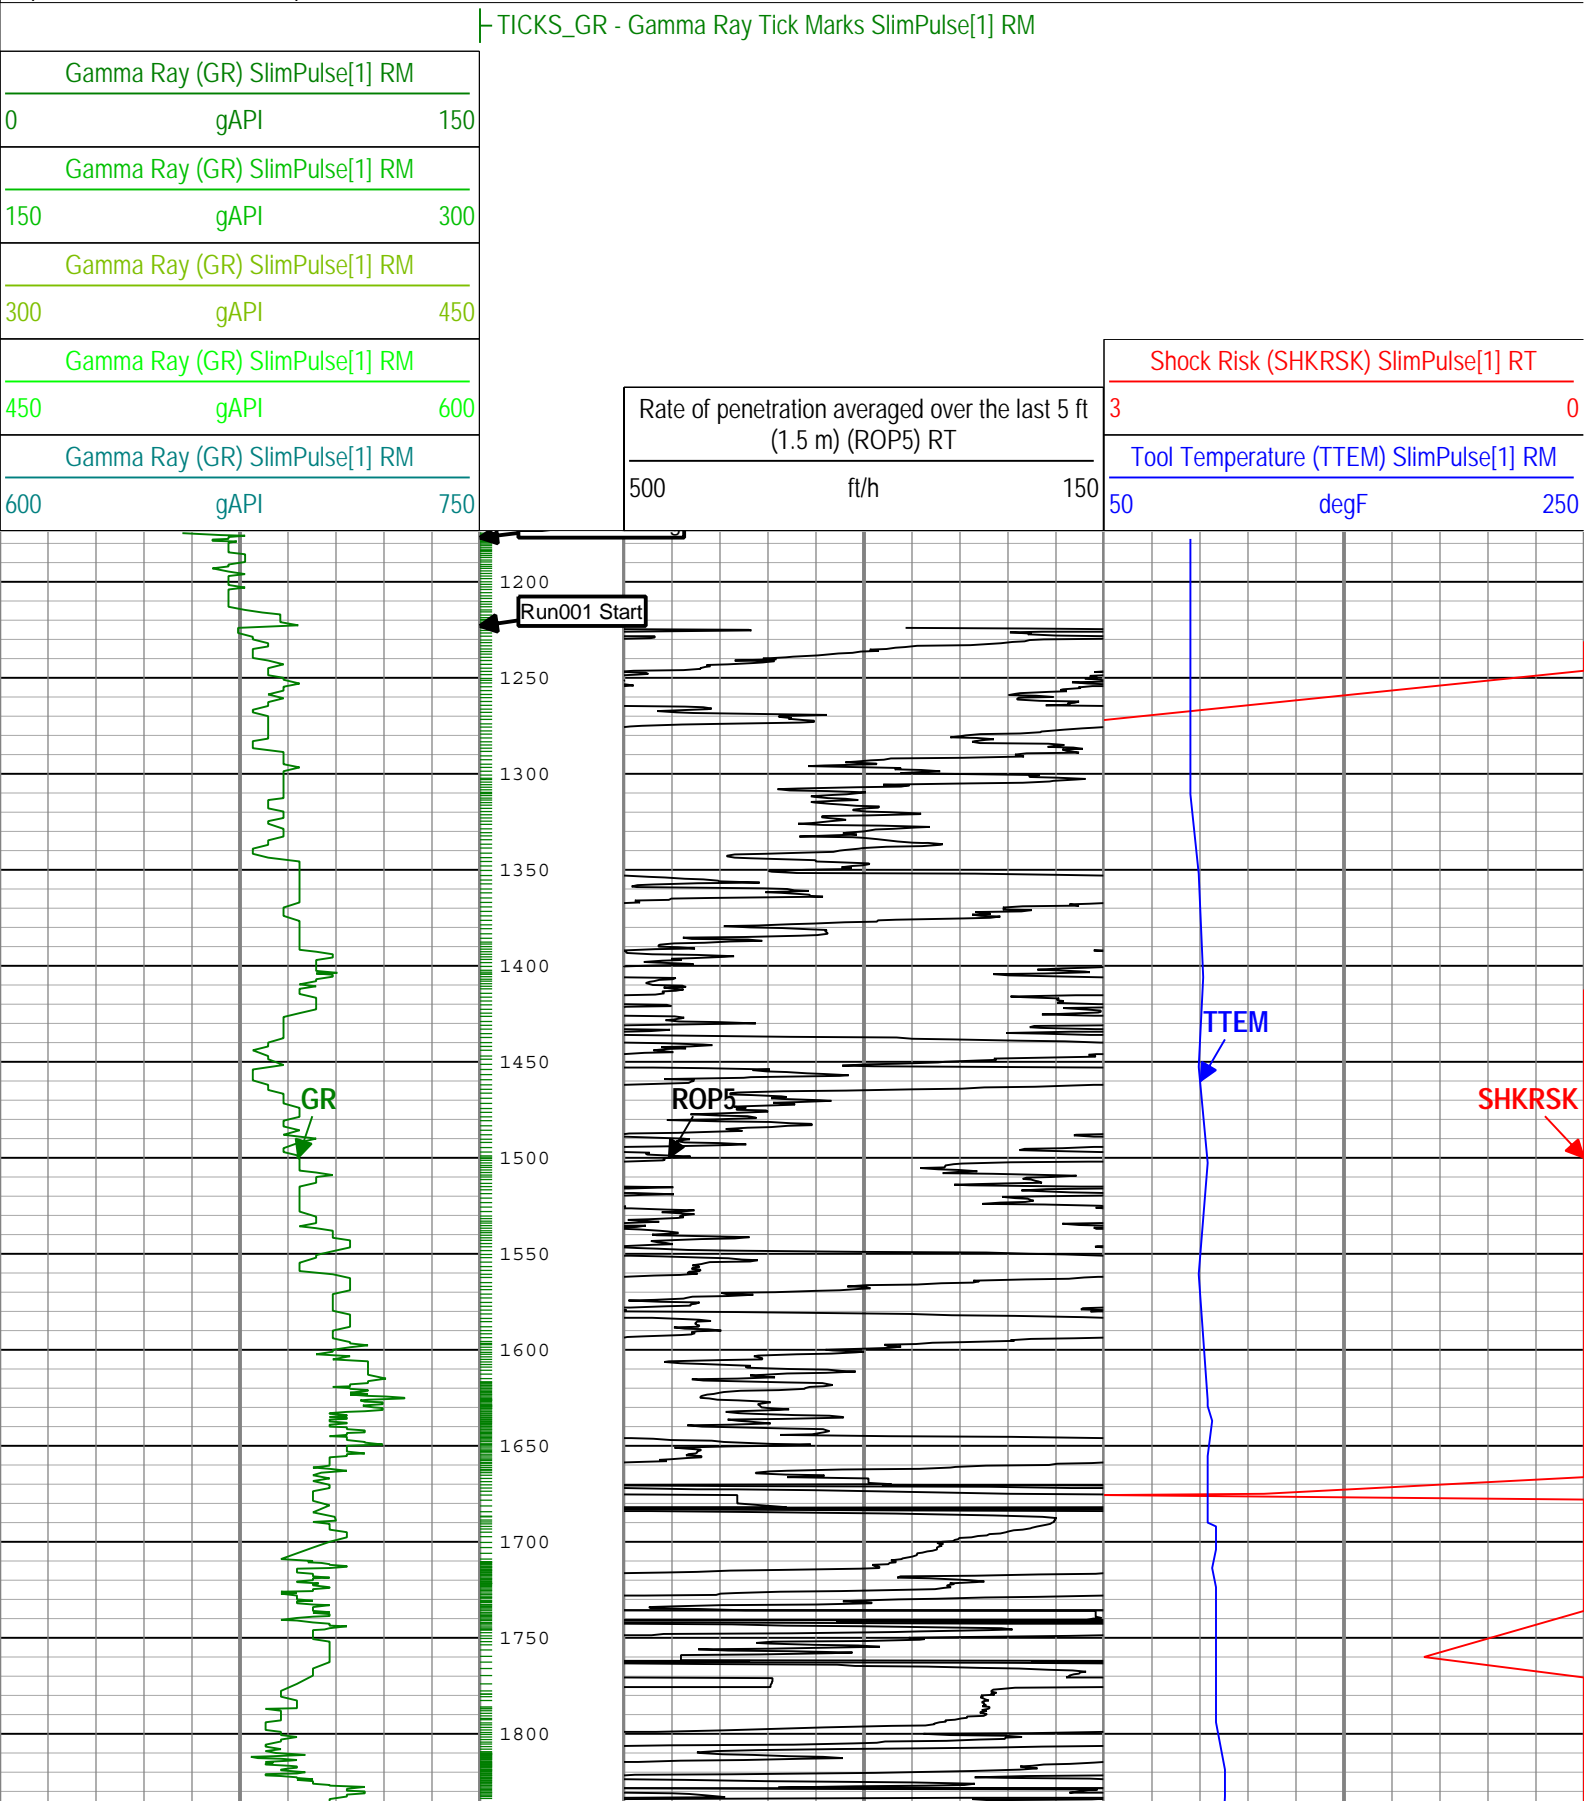 TICKS_GR - Gamma Ray Tick Marks SlimPulse[1] RM
Gamma Ray (GR) SlimPulse[1] RM
0 gAPI 150
Gamma Ray (GR) SlimPulse[1] RM
150 gAPI 300
Gamma Ray (GR) SlimPulse[1] RM
300 gAPI 450
Gamma Ray (GR) SlimPulse[1] RM
450 gAPI 600
Gamma Ray (GR) SlimPulse[1] RM
600 gAPI 750
Rate of penetration averaged over the last 5 ft
(1.5 m) (ROP5) RT
500 ft/h 150
Shock Risk (SHKRSK) SlimPulse[1] RT
3 0
Tool Temperature (TTEM) SlimPulse[1] RM
50 degF 250
1200
Run001 Start
1250
1300
1350
1400
TTEM
1450
GR
ROP5
SHKRSK
1500
1550
1600
1650
1700
1750
1800